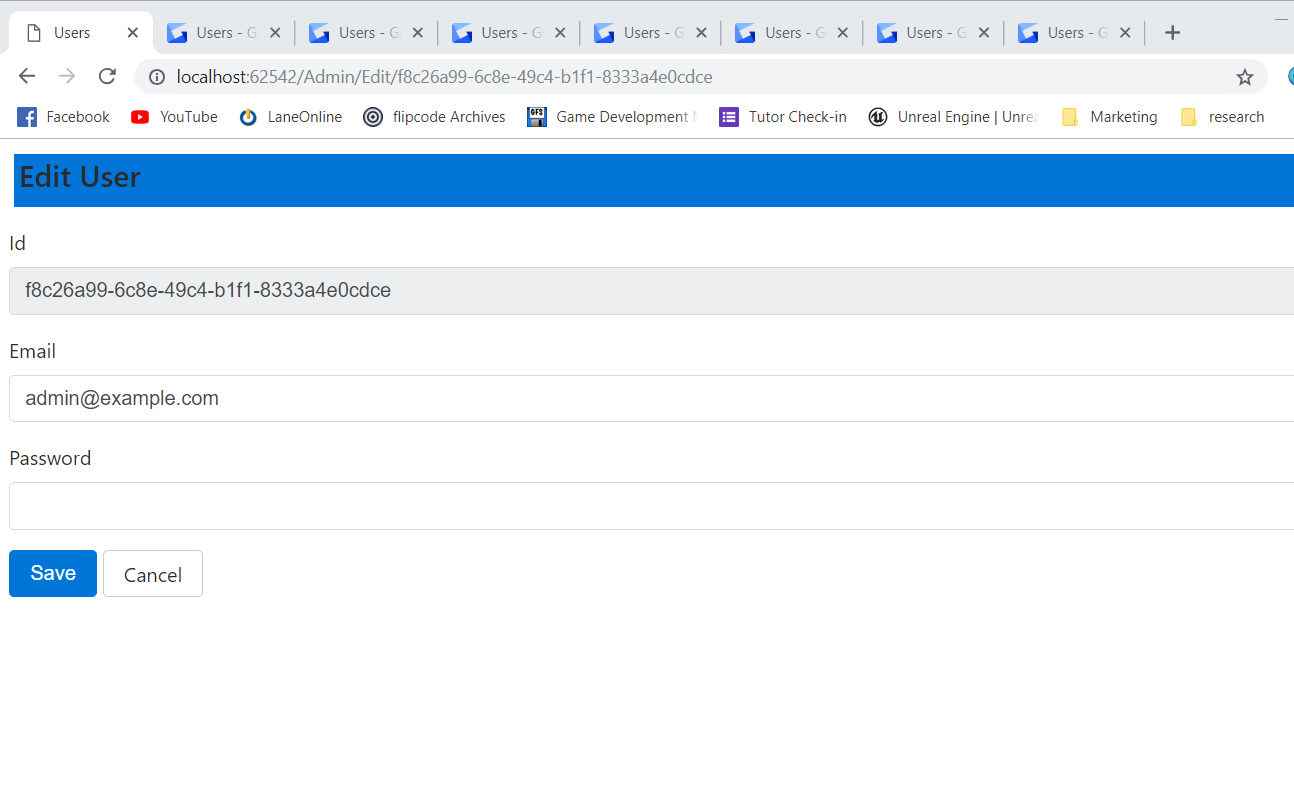 Users Users - G Users - G Users - G Users - G Users - G Users - G Users - G
localhost:62542/Admin/Edit/f8c26a99-6c8e-49c4-b1f1-8333a4e0cdce
Facebook YouTube LaneOnline flipcode Archives GFS Game Development Tutor Check-in Unreal Engine | Unrea Marketing research
Edit User
Id
f8c26a99-6c8e-49c4-b1f1-8333a4e0cdce
Email
admin@example.com
Password
Save Cancel